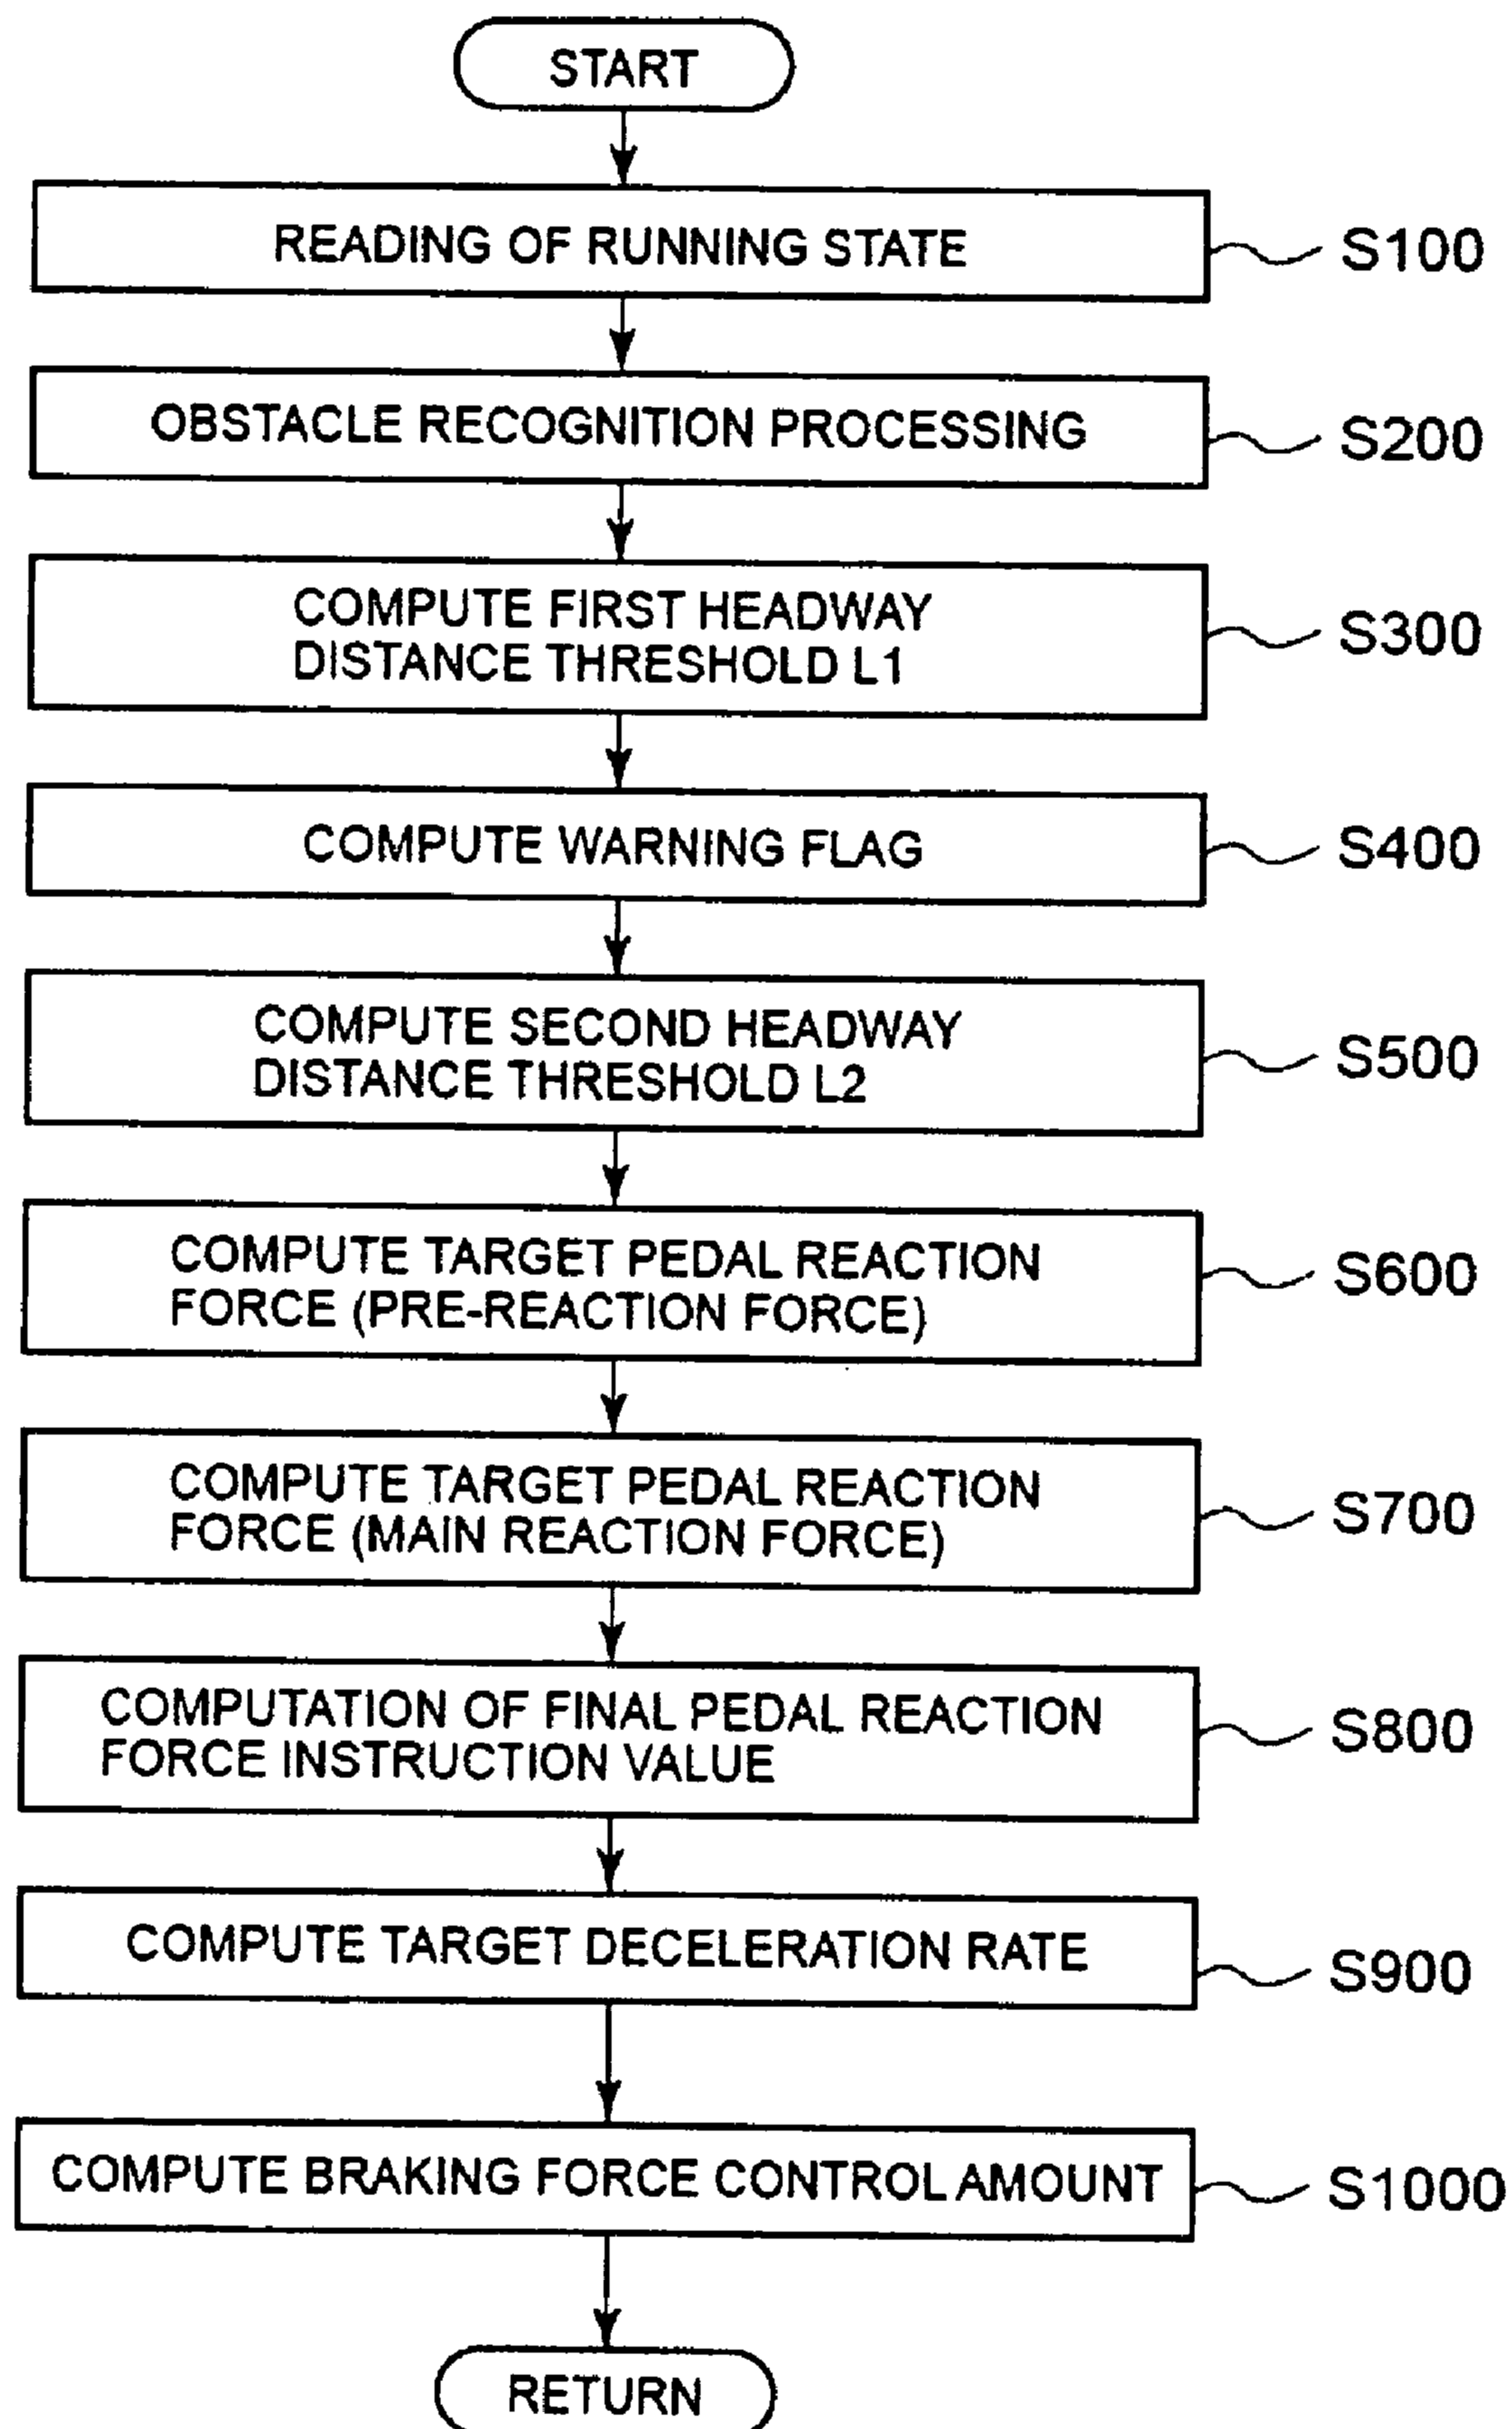 START
READING OF RUNNING STATE
S100
OBSTACLE RECOGNITION PROCESSING
S200
COMPUTE FIRST HEADWAY
DISTANCE THRESHOLD L1
S300
COMPUTE WARNING FLAG
S400
COMPUTE SECOND HEADWAY
DISTANCE THRESHOLD L2
S500
COMPUTE TARGET PEDAL REACTION
FORCE (PRE-REACTION FORCE)
S600
COMPUTE TARGET PEDAL REACTION
FORCE (MAIN REACTION FORCE)
S700
COMPUTATION OF FINAL PEDAL REACTION
FORCE INSTRUCTION VALUE
S800
COMPUTE TARGET DECELERATION RATE
S900
COMPUTE BRAKING FORCE CONTROL AMOUNT
S1000
RETURN